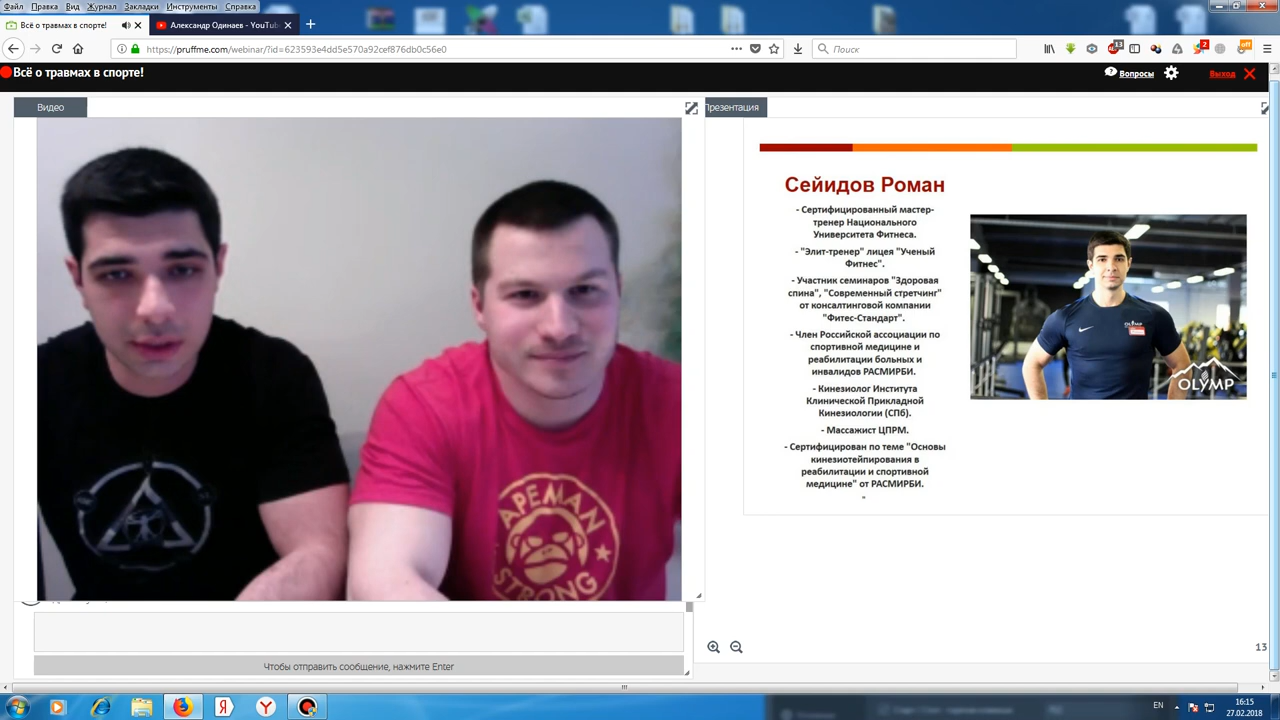 Файл Правка Вид Журнал Закладки Инструменты Справка
Всё о травмах в спорте!
Александр Одинаев - YouTub
https://pruffme.com/webinar/?id=623593e4dd5e570a92cef876db0c56e0
Поиск
13
2
off
Всё о травмах в спорте!
Вопросы
Выход
Видео
Презентация
Сейидов Роман
- Сертифицированный мастер-
тренер Национального
Университета Фитнеса.
- "Элит-тренер" лицея "Ученый
Фитнес".
- Участник семинаров "Здоровая
спина", "Современный стретчинг"
от консалтинговой компании
"Фитес-Стандарт".
- Член Российской ассоциации по
спортивной медицине и
реабилитации больных и
инвалидов РАСМИРБИ.
- Кинезиолог Института
Клинической Прикладной
Кинезиологии (СПб).
- Массажист ЦПРМ.
- Сертифицирован по теме "Основы
кинезиотейпирования в
реабилитации и спортивной
медицине" от РАСМИРБИ.
"
OLYMP
APEMAN
STRONG
Чтобы отправить сообщение, нажмите Enter
13
EN
16:15
27.02.2018